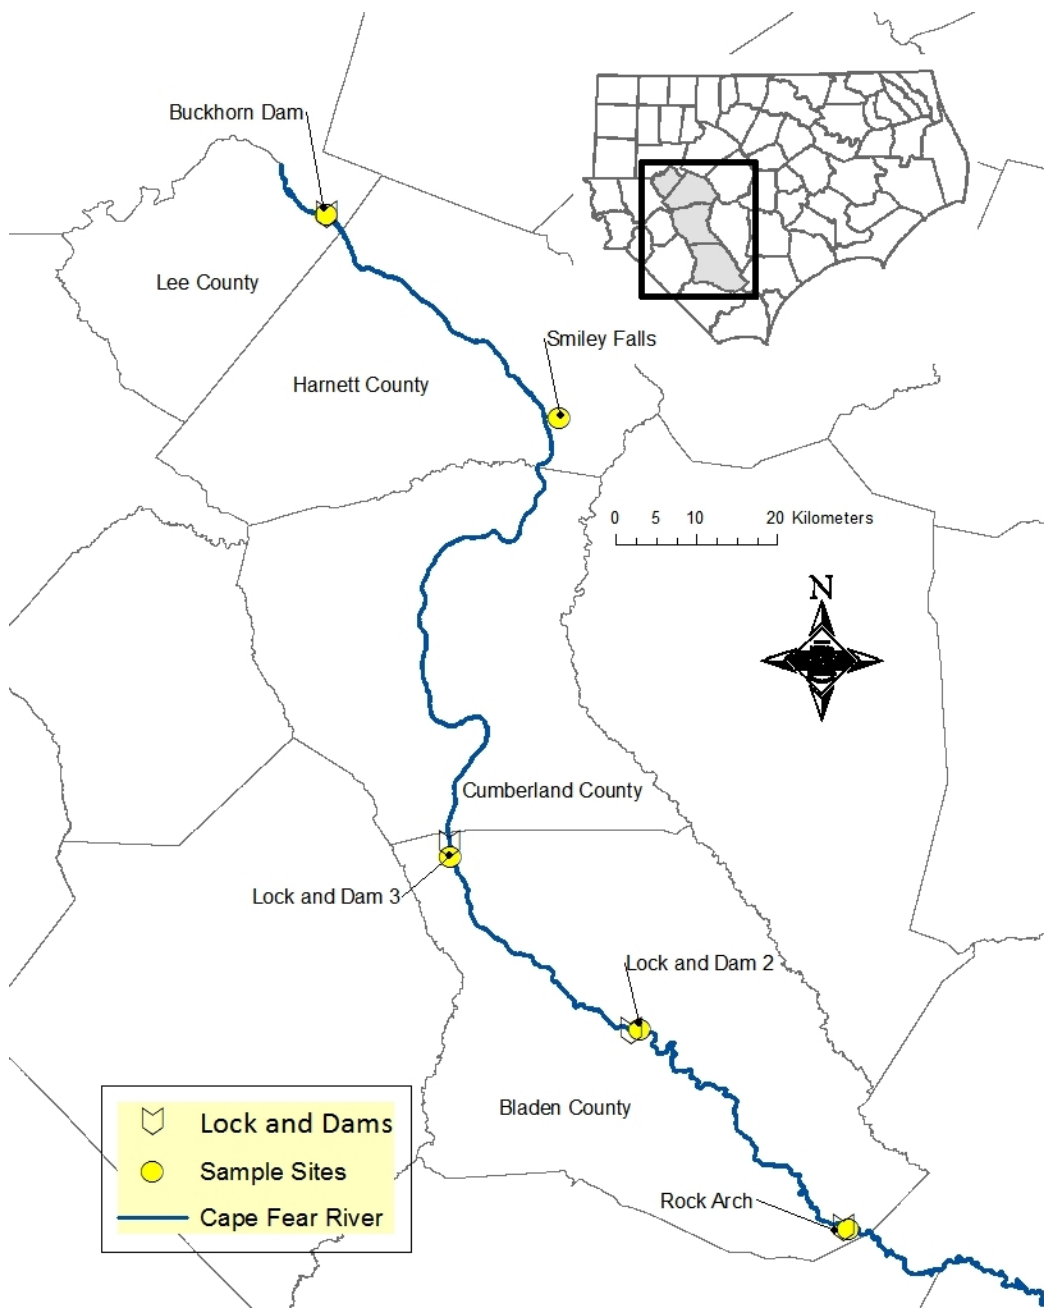 Buckhorn Dam
Lee County
Smiley Falls
Harnett County
0 5 10 20 Kilometers
N
Cumberland County
Lock and Dam 3
Lock and Dam 2
Bladen County
Rock Arch
Lock and Dams
Sample Sites
Cape Fear River